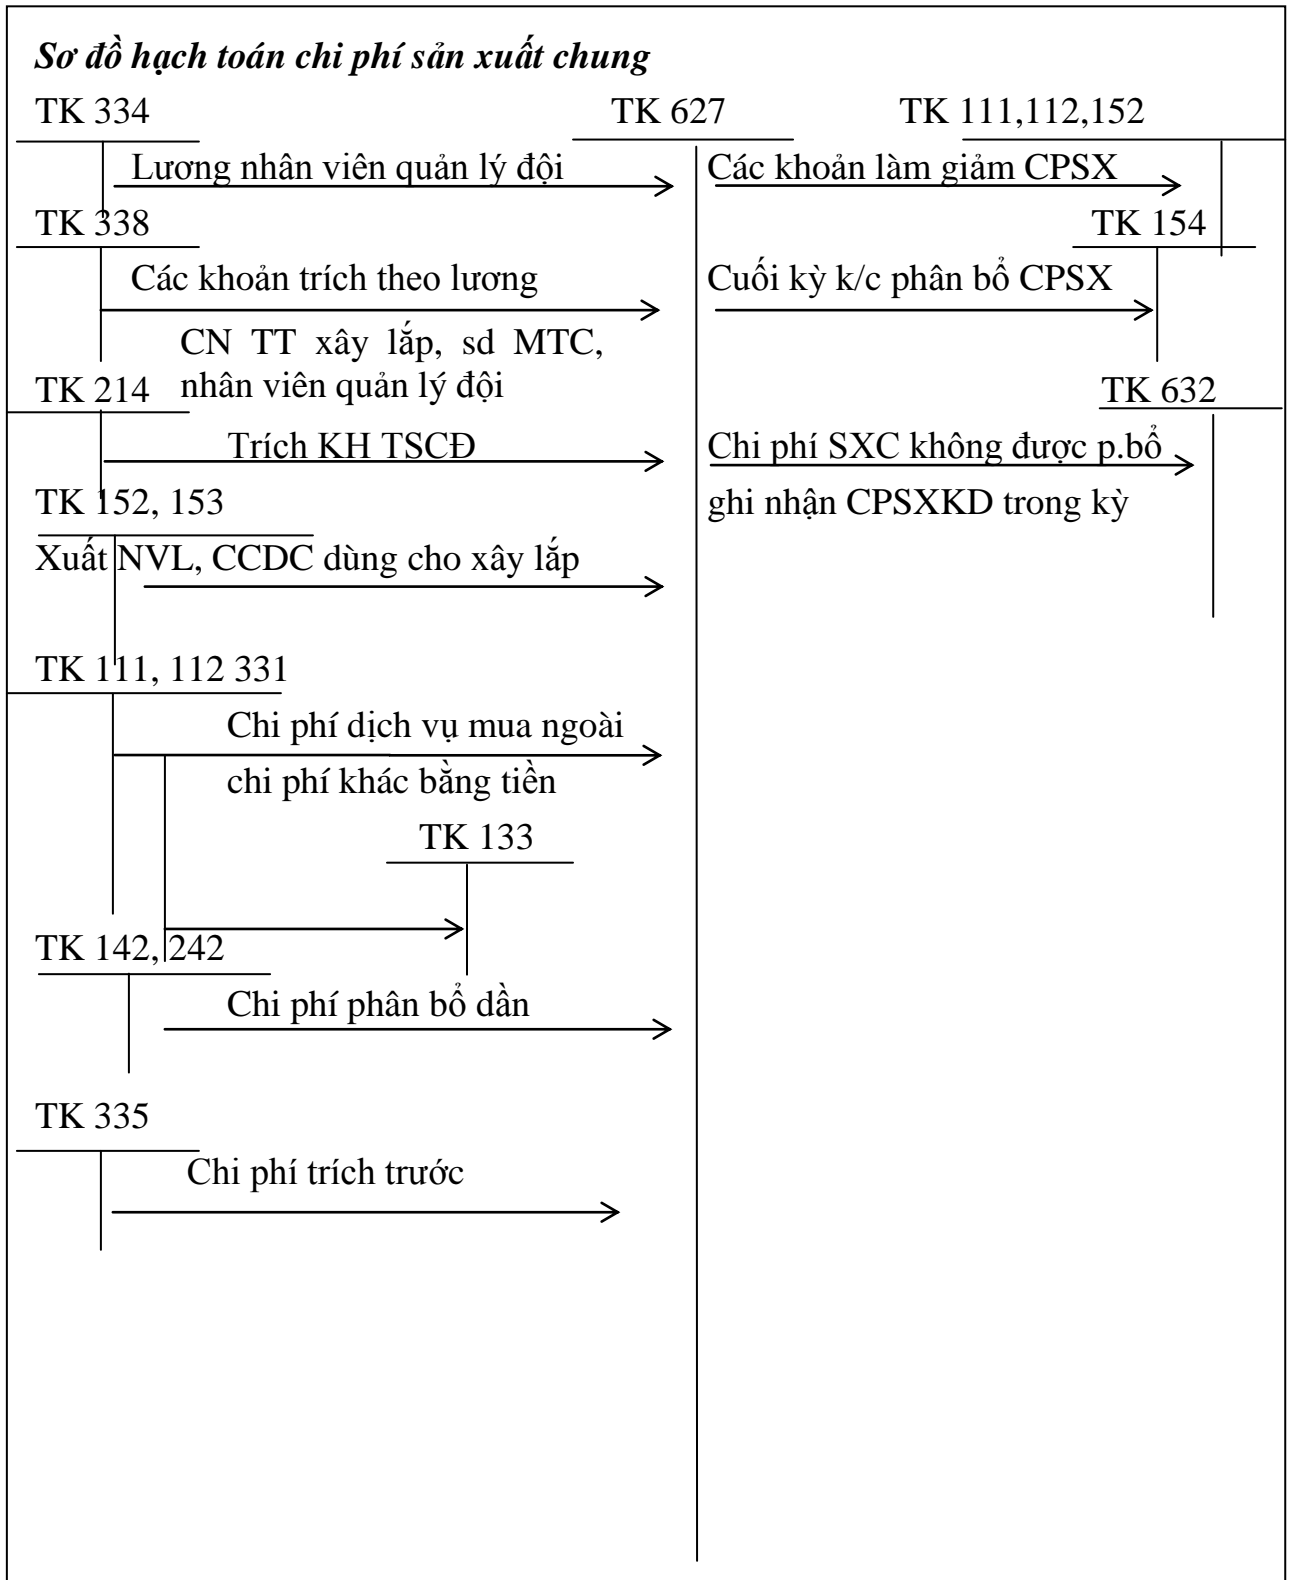 Sơ đồ hạch toán chi phí sản xuất chung
TK 334
TK 627
TK 111,112,152
Lương nhân viên quản lý đội
Các khoản làm giảm CPSX
TK 338
TK 154
Các khoản trích theo lương
Cuối kỳ k/c phân bổ CPSX
CN TT xây lắp, sd MTC,
nhân viên quản lý đội
TK 214
TK 632
Trích KH TSCĐ
Chi phí SXC không được p.bổ
ghi nhận CPSXKD trong kỳ
TK 152, 153
Xuất NVL, CCDC dùng cho xây lắp
TK 111, 112 331
Chi phí dịch vụ mua ngoài
chi phí khác bằng tiền
TK 133
TK 142, 242
Chi phí phân bổ dần
TK 335
Chi phí trích trước